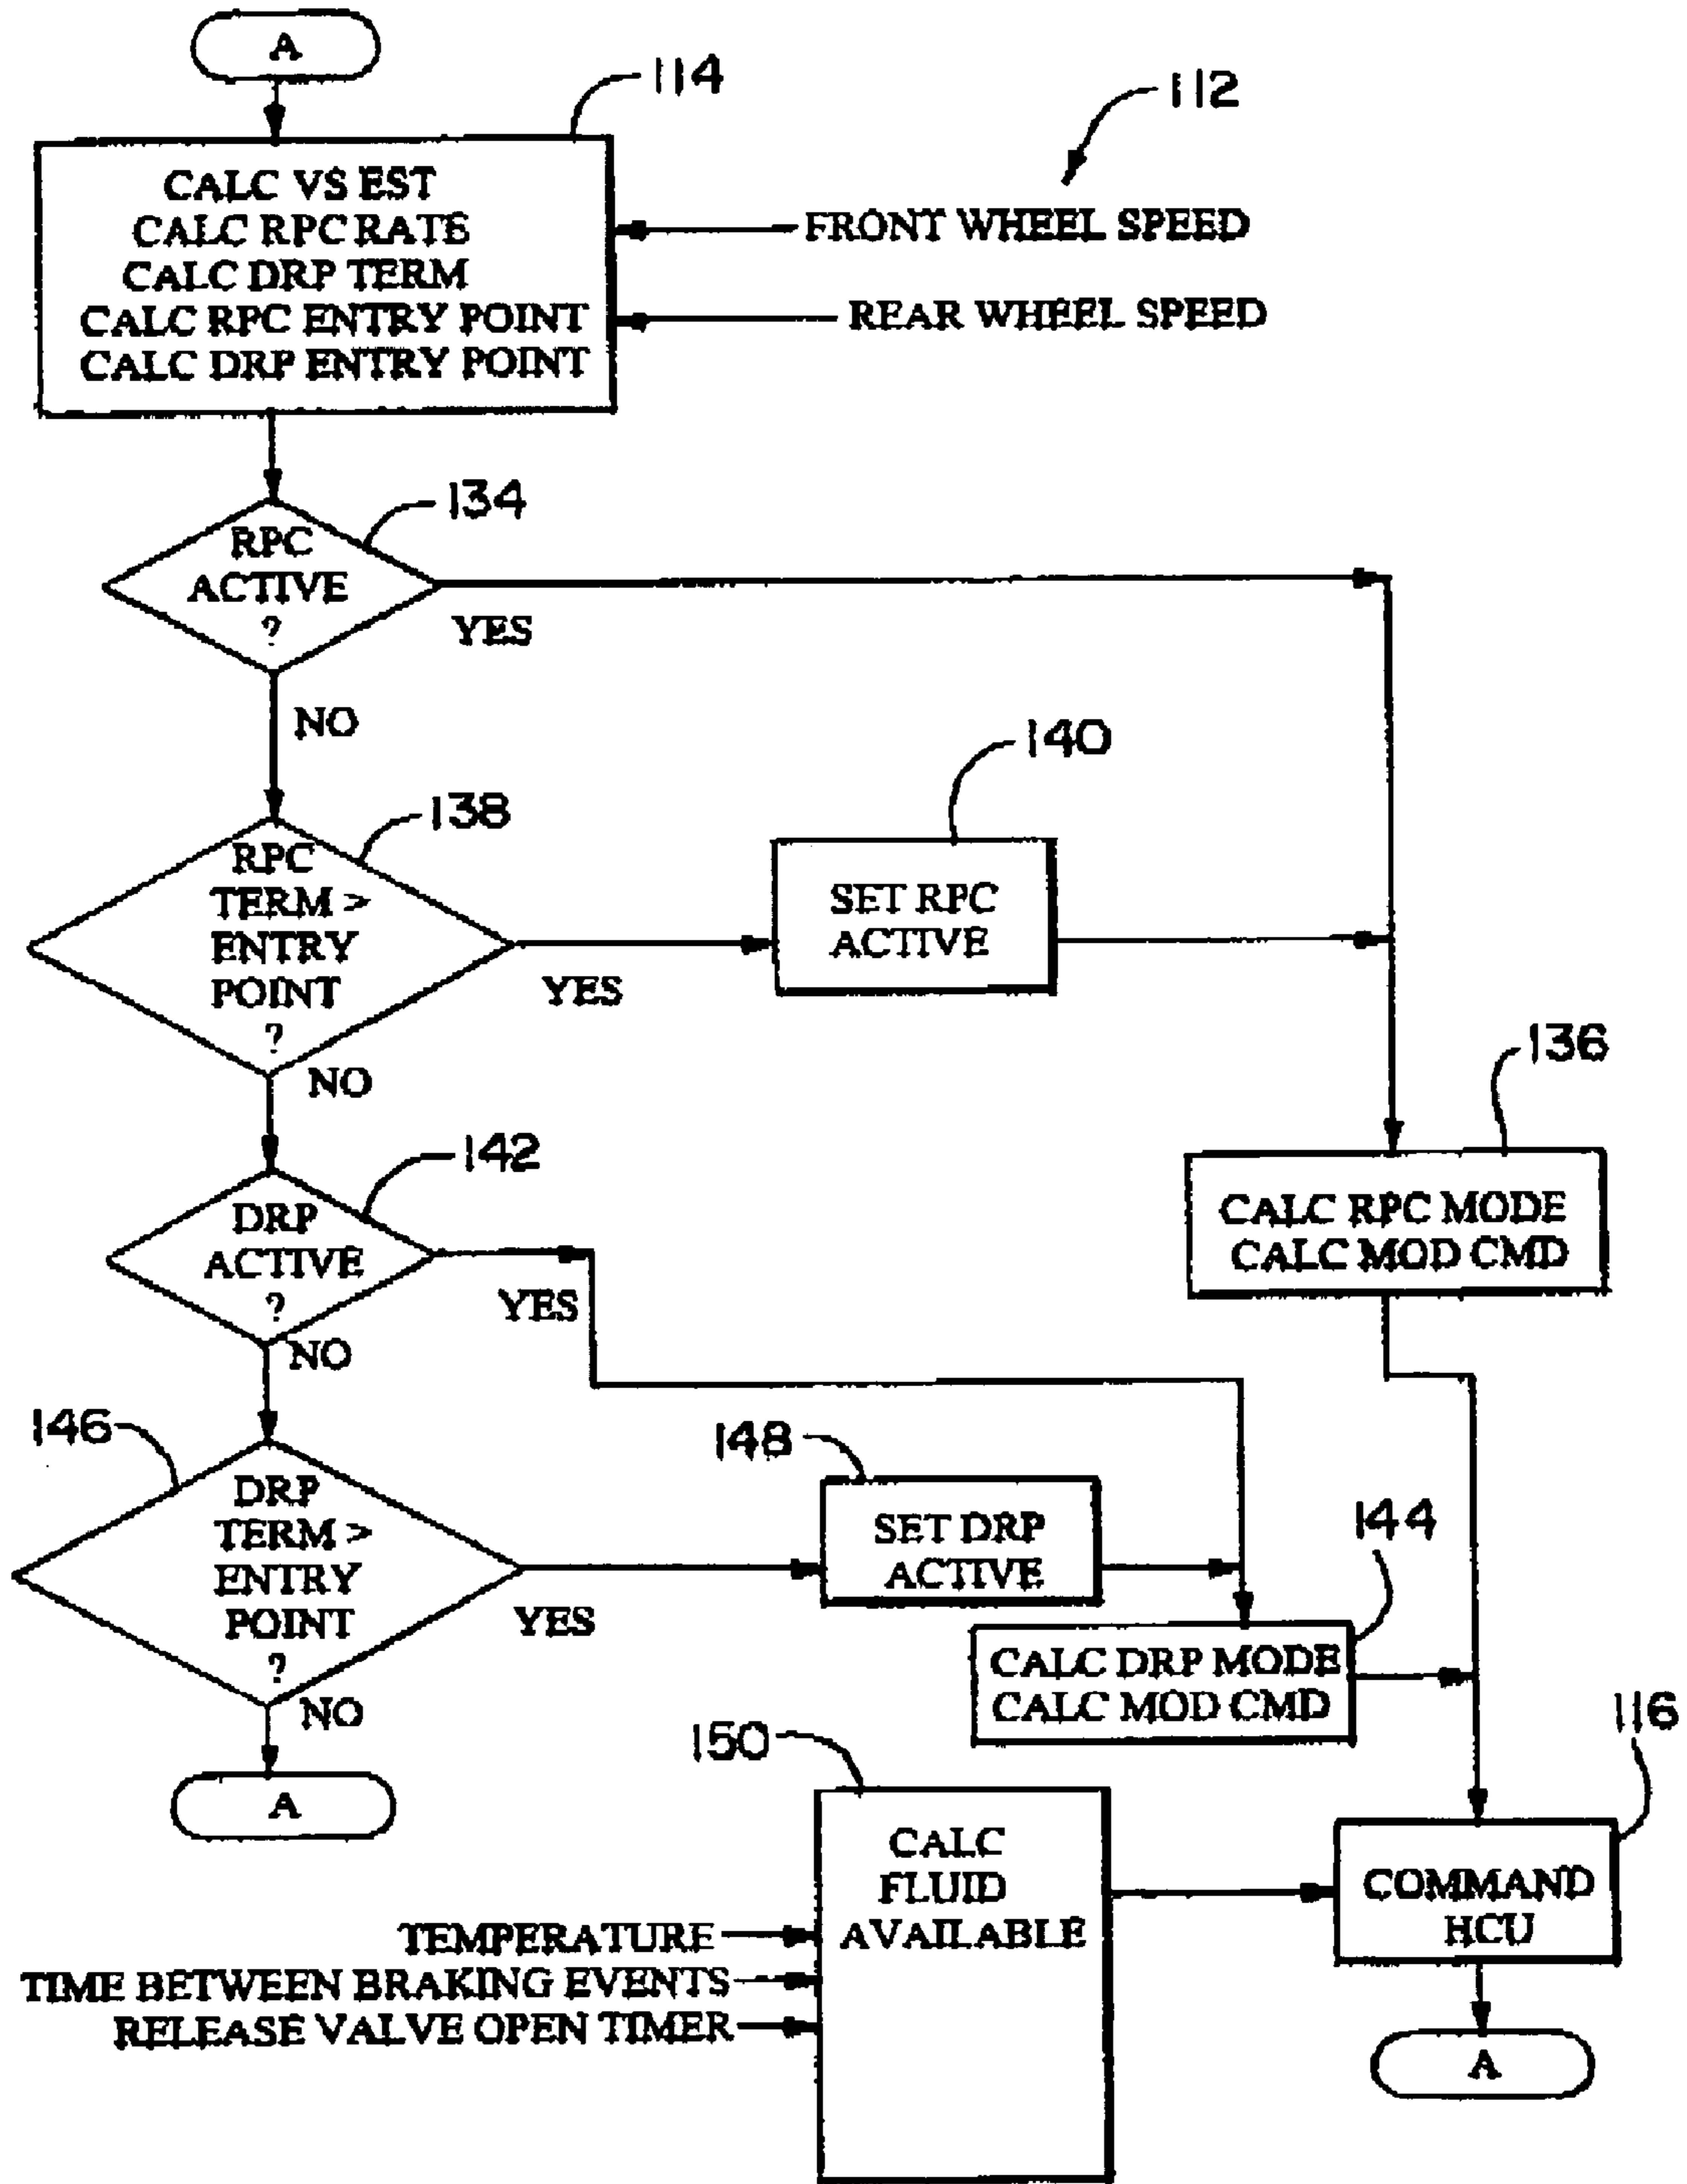 A
114
112
CALC VS EST
CALC RPC RATE
CALC DRP TERM
CALC RPC ENTRY POINT
CALC DRP ENTRY POINT
FRONT WHEEL SPEED
REAR WHEEL SPEED
134
RPC
ACTIVE
?
YES
NO
138
RPC
TERM >
ENTRY
POINT
?
YES
NO
140
SET RPC
ACTIVE
136
CALC RPC MODE
CALC MOD CMD
142
DRP
ACTIVE
?
YES
NO
146
DRP
TERM >
ENTRY
POINT
?
YES
NO
A
148
SET DRP
ACTIVE
144
CALC DRP MODE
CALC MOD CMD
150
CALC
FLUID
AVAILABLE
TEMPERATURE
TIME BETWEEN BRAKING EVENTS
RELEASE VALVE OPEN TIMER
116
COMMAND
HCU
A